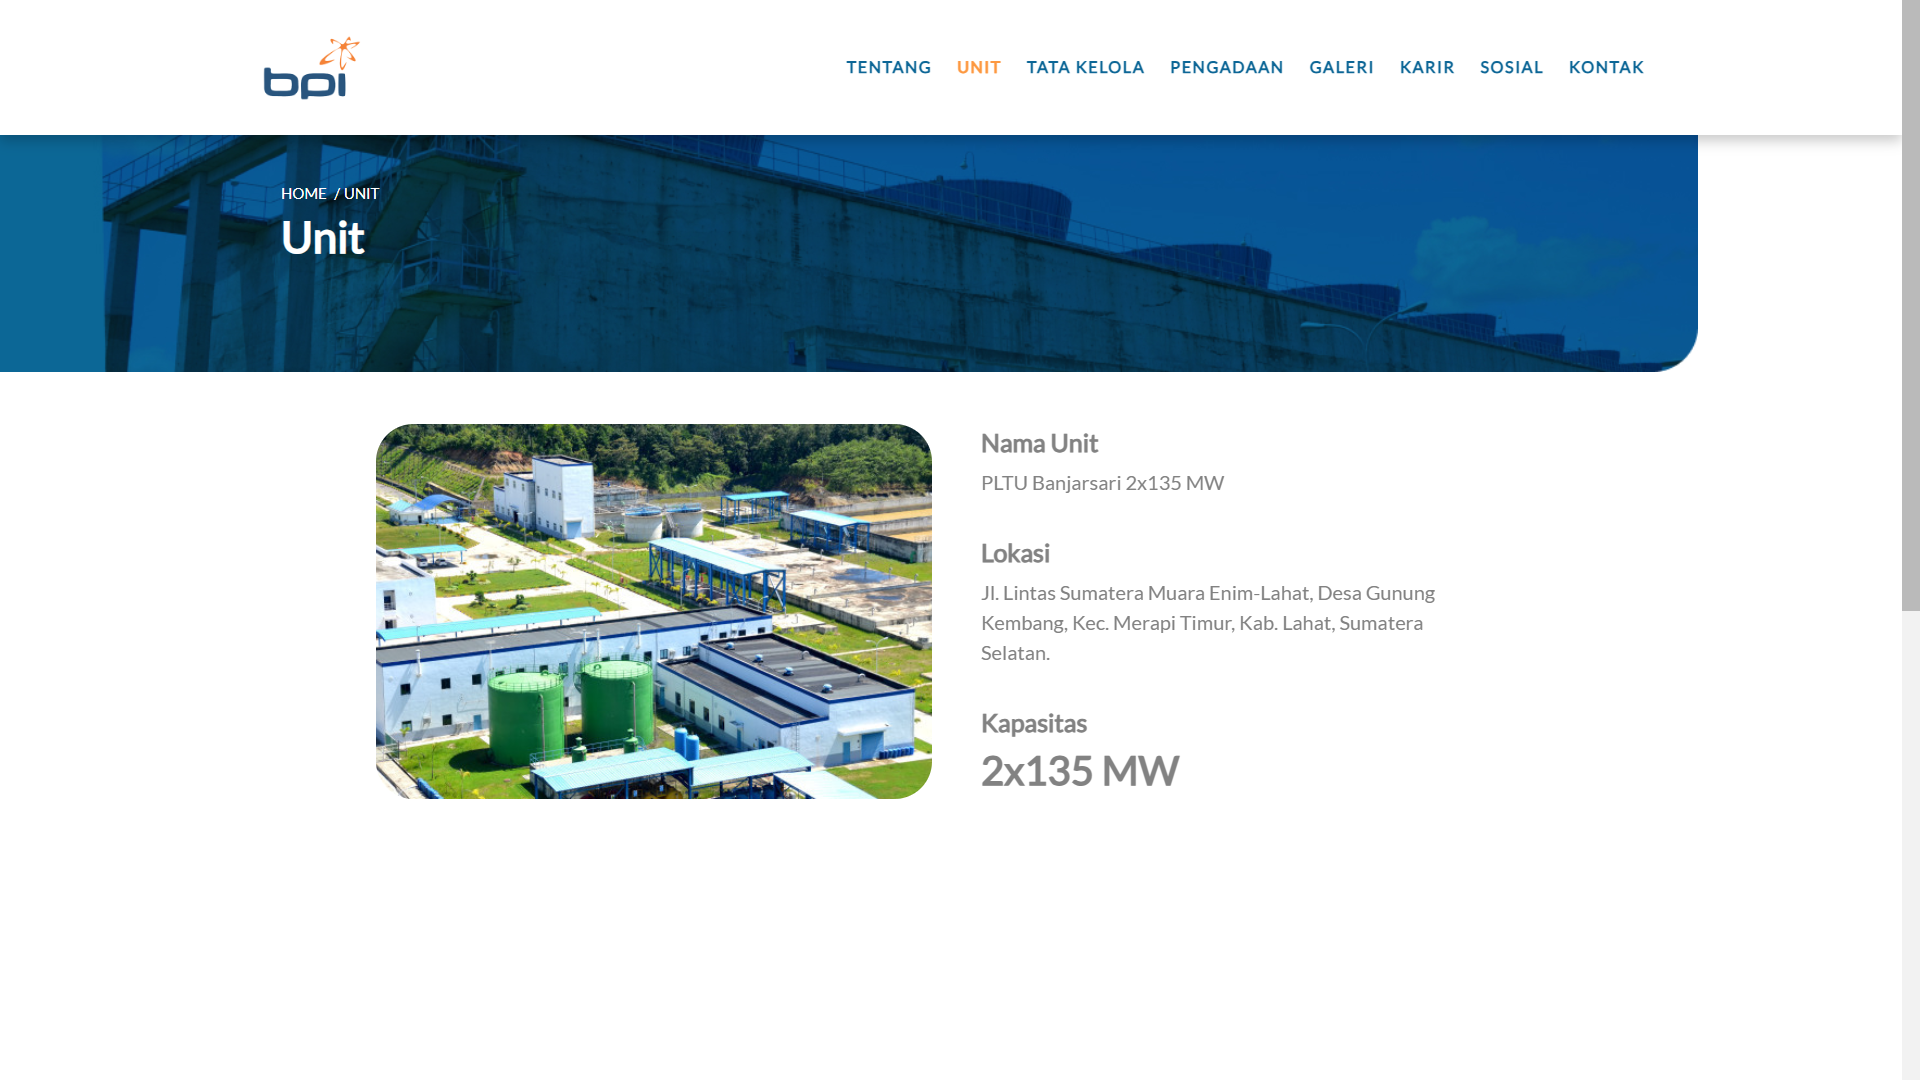 bpi
TENTANG UNIT TATA KELOLA PENGADAAN GALERI KARIR SOSIAL KONTAK
HOME / UNIT
Unit
Nama Unit
PLTU Banjarsari 2x135 MW
Lokasi
Jl. Lintas Sumatera Muara Enim-Lahat, Desa Gunung
Kembang, Kec. Merapi Timur, Kab. Lahat, Sumatera
Selatan.
Kapasitas
2x135 MW